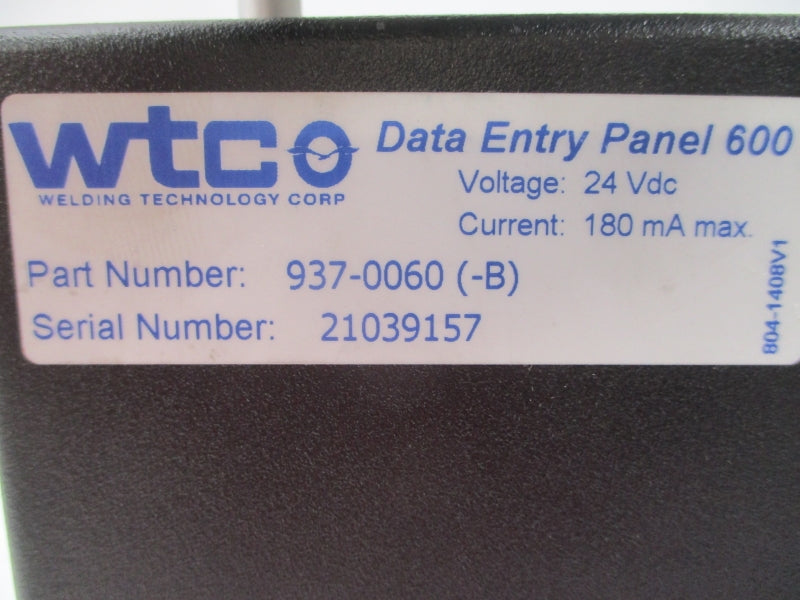 wtc
WELDING TECHNOLOGY CORP
Data Entry Panel 600
Voltage: 24 Vdc
Current: 180 mA max.
Part Number: 937-0060 (-B)
Serial Number: 21039157
804-1408V1